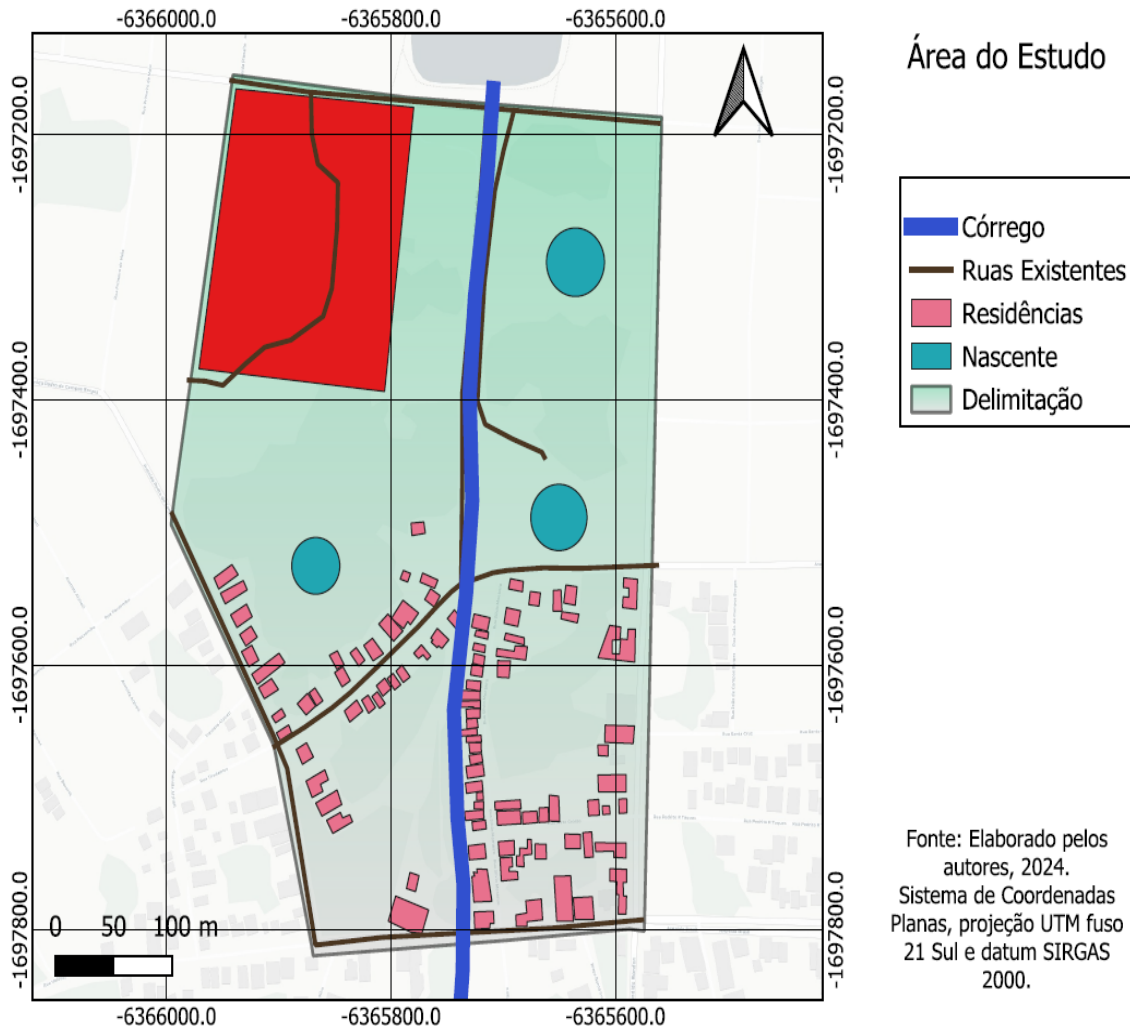 -6366000.0
-6365800.0
-6365600.0
Área do Estudo
-1697200.0
-1697200.0
Córrego
Ruas Existentes
Residências
Nascente
Delimitação
-1697400.0
-1697400.0
-1697600.0
-1697600.0
-1697800.0
-1697800.0
0 50 100 m
Fonte: Elaborado pelos
autores, 2024.
Sistema de Coordenadas
Planas, projeção UTM fuso
21 Sul e datum SIRGAS
2000.
-6366000.0
-6365800.0
-6365600.0